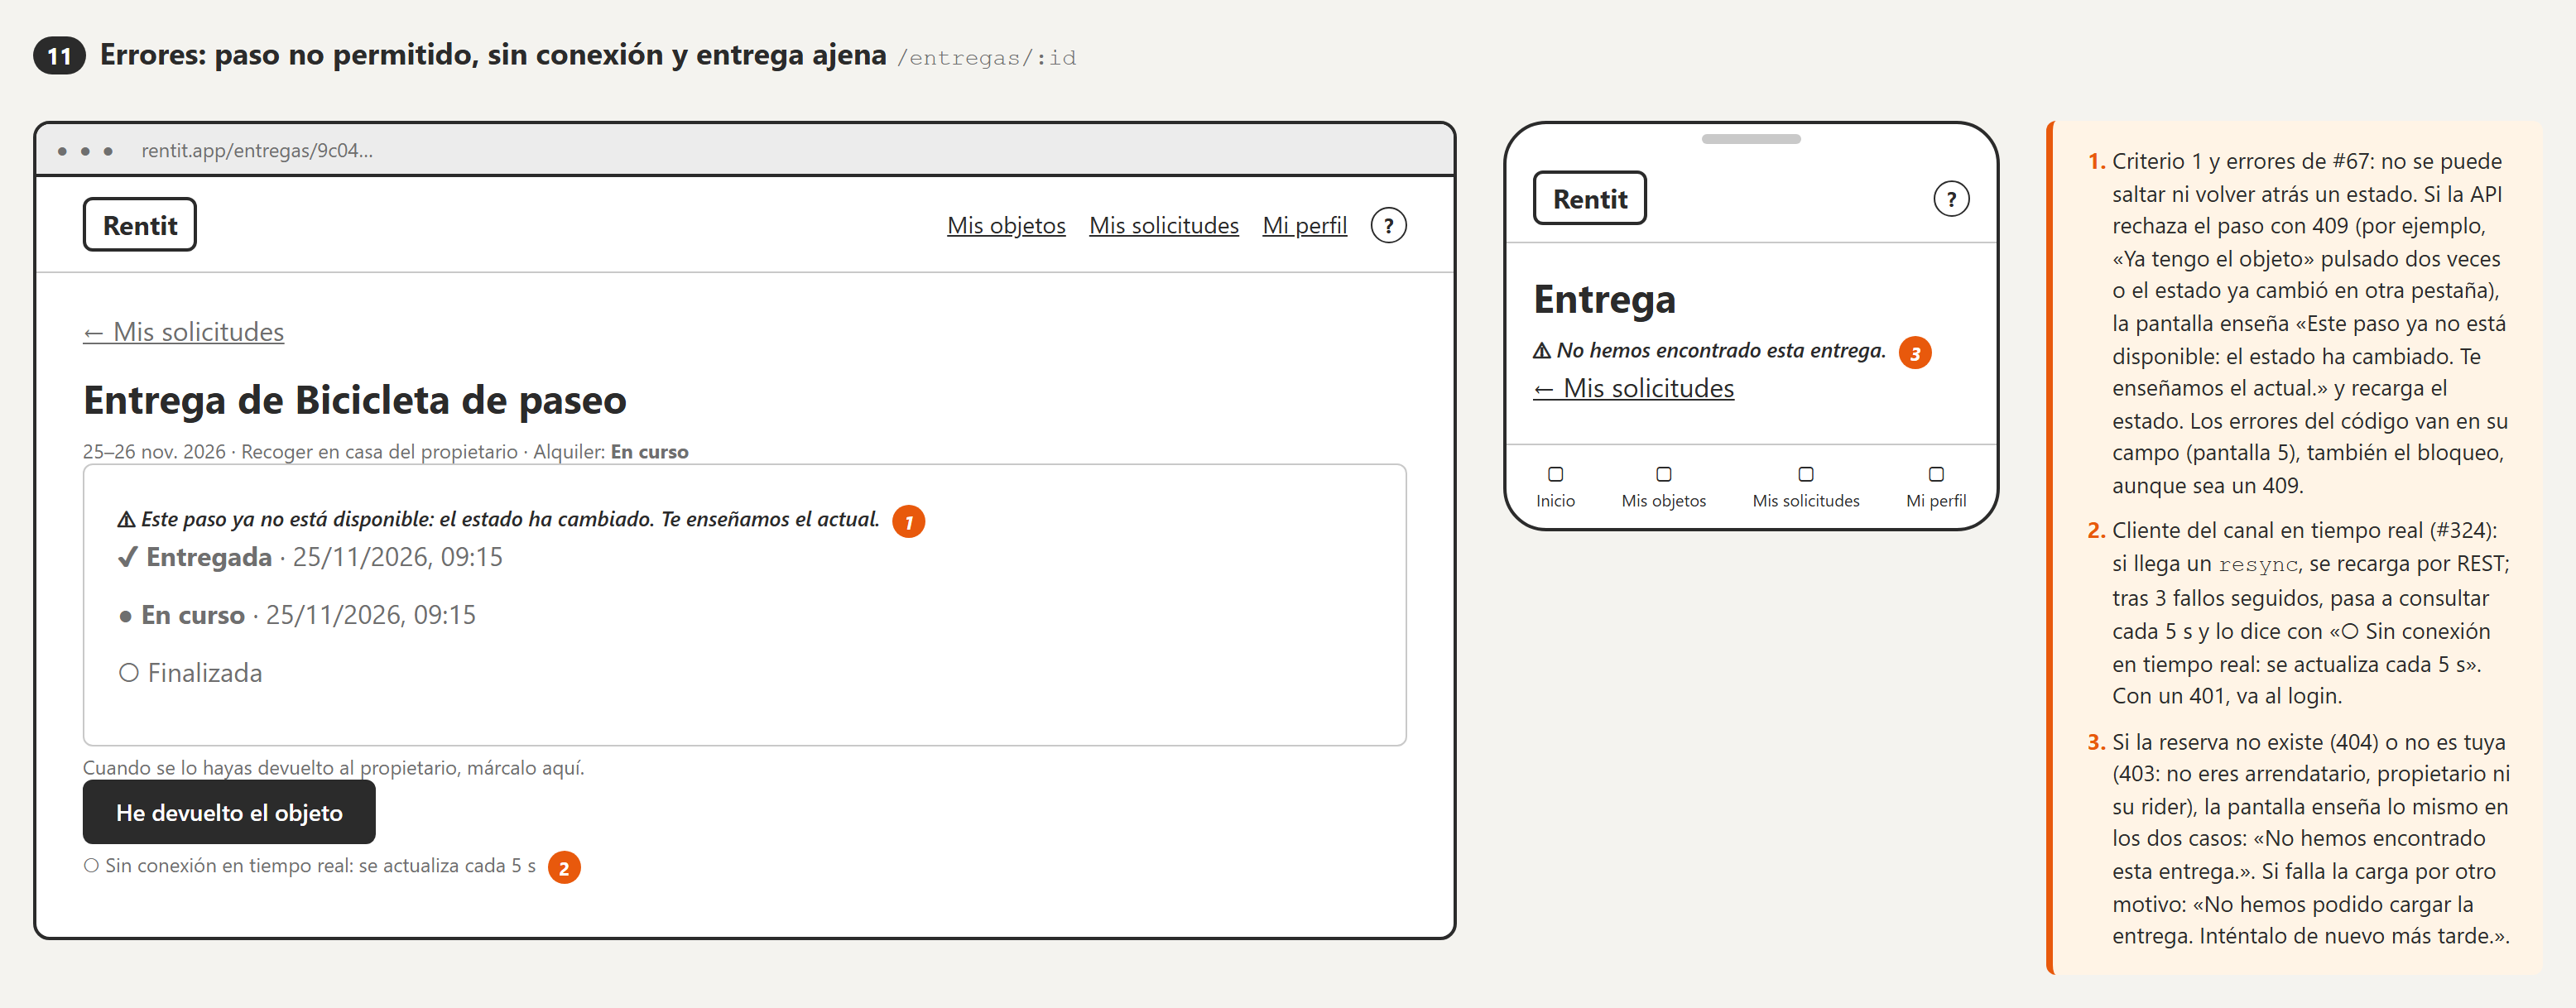 11 Errores: paso no permitido, sin conexión y entrega ajena /entregas/:id
rentit.app/entregas/9c04...
Rentit
Mis objetos Mis solicitudes Mi perfil ?
← Mis solicitudes
Entrega de Bicicleta de paseo
25–26 nov. 2026 · Recoger en casa del propietario · Alquiler: En curso
⚠ Este paso ya no está disponible: el estado ha cambiado. Te enseñamos el actual. 1
✔ Entregada · 25/11/2026, 09:15
● En curso · 25/11/2026, 09:15
○ Finalizada
Cuando se lo hayas devuelto al propietario, márcalo aquí.
He devuelto el objeto
○ Sin conexión en tiempo real: se actualiza cada 5 s 2
Rentit
?
Entrega
⚠ No hemos encontrado esta entrega. 3
← Mis solicitudes
Inicio Mis objetos Mis solicitudes Mi perfil
1. Criterio 1 y errores de #67: no se puede
saltar ni volver atrás un estado. Si la API
rechaza el paso con 409 (por ejemplo,
«Ya tengo el objeto» pulsado dos veces
o el estado ya cambió en otra pestaña),
la pantalla enseña «Este paso ya no está
disponible: el estado ha cambiado. Te
enseñamos el actual.» y recarga el
estado. Los errores del código van en su
campo (pantalla 5), también el bloqueo,
aunque sea un 409.
2. Cliente del canal en tiempo real (#324):
si llega un resync, se recarga por REST;
tras 3 fallos seguidos, pasa a consultar
cada 5 s y lo dice con «○ Sin conexión
en tiempo real: se actualiza cada 5 s».
Con un 401, va al login.
3. Si la reserva no existe (404) o no es tuya
(403: no eres arrendatario, propietario ni
su rider), la pantalla enseña lo mismo en
los dos casos: «No hemos encontrado
esta entrega.». Si falla la carga por otro
motivo: «No hemos podido cargar la
entrega. Inténtalo de nuevo más tarde.».